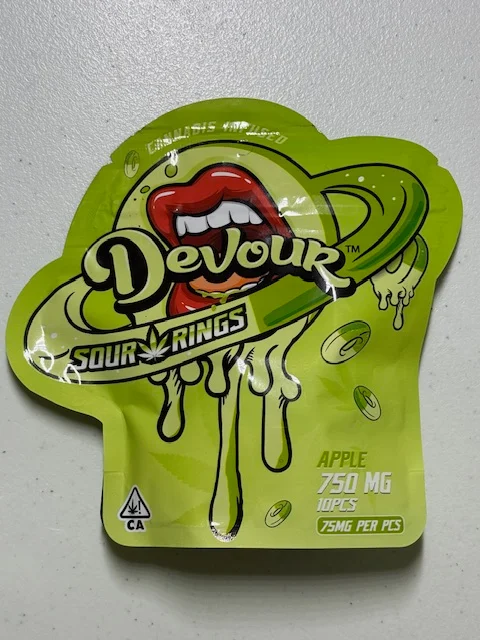 CANNABIS INFUSED
DeVour™
SOUR RINGS
APPLE
750 MG
10PCS
75MG PER PCS
CA